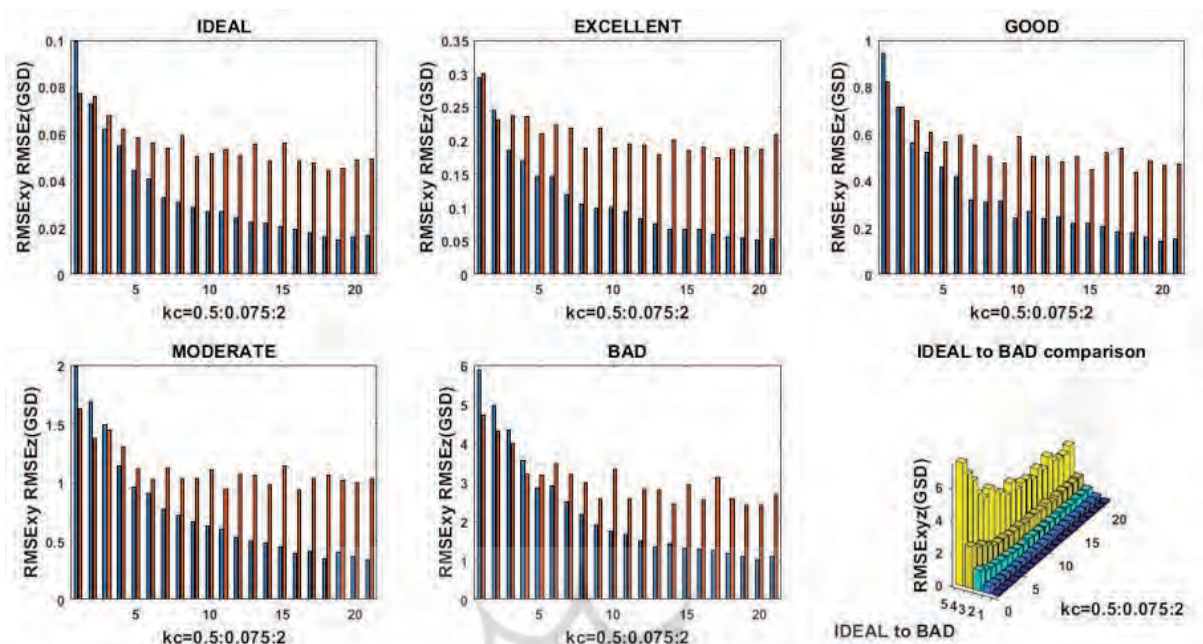 IDEAL
RMSExy RMSEz(GSD)
0.1
0.08
0.06
0.04
0.02
0
5 10 15 20
kc=0.5:0.075:2
EXCELLENT
RMSExy RMSEz(GSD)
0.35
0.3
0.25
0.2
0.15
0.1
0.05
0
5 10 15 20
kc=0.5:0.075:2
GOOD
RMSExy RMSEz(GSD)
1
0.8
0.6
0.4
0.2
0
5 10 15 20
kc=0.5:0.075:2
MODERATE
RMSExy RMSEz(GSD)
2
1.5
1
0.5
0
5 10 15 20
kc=0.5:0.075:2
BAD
RMSExy RMSEz(GSD)
6
5
4
3
2
1
0
5 10 15 20
kc=0.5:0.075:2
IDEAL to BAD comparison
RMSExyz(GSD)
6
4
2
0
5 4 3 2 1
0 5 10 15 20
kc=0.5:0.075:2
IDEAL to BAD